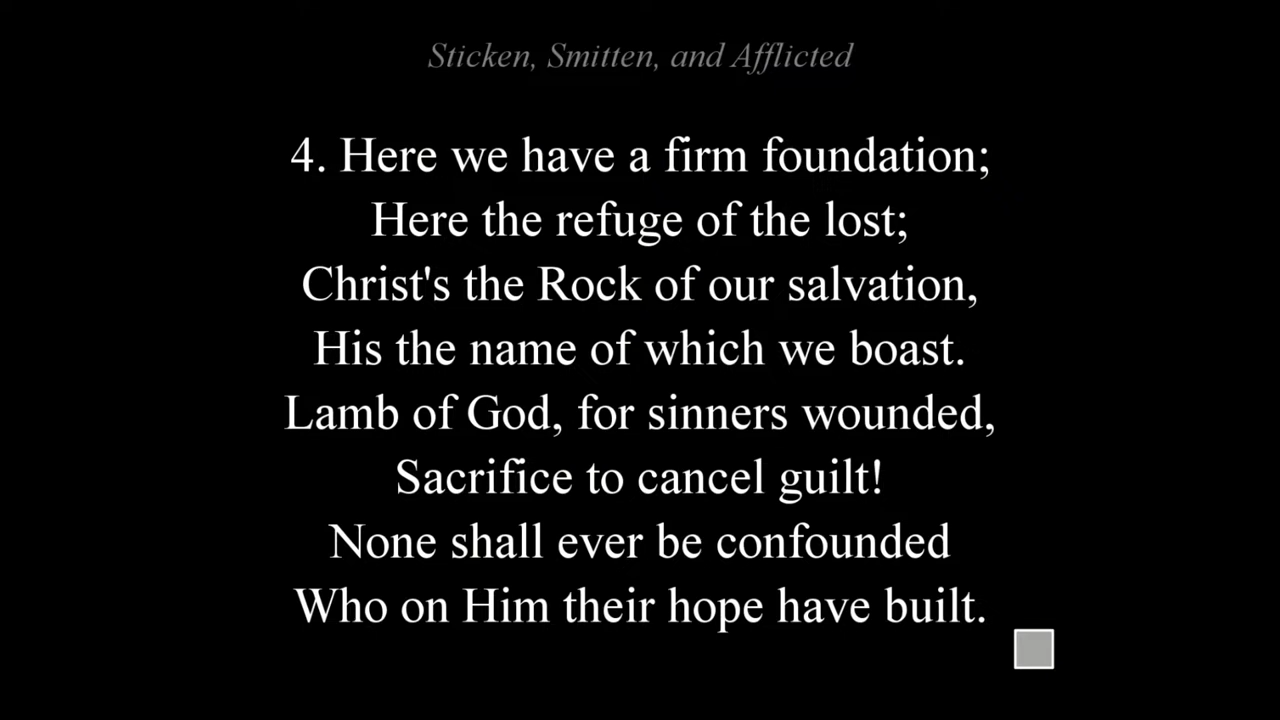 Sticken, Smitten, and Afflicted
4. Here we have a firm foundation;
Here the refuge of the lost;
Christ's the Rock of our salvation,
His the name of which we boast.
Lamb of God, for sinners wounded,
Sacrifice to cancel guilt!
None shall ever be confounded
Who on Him their hope have built.